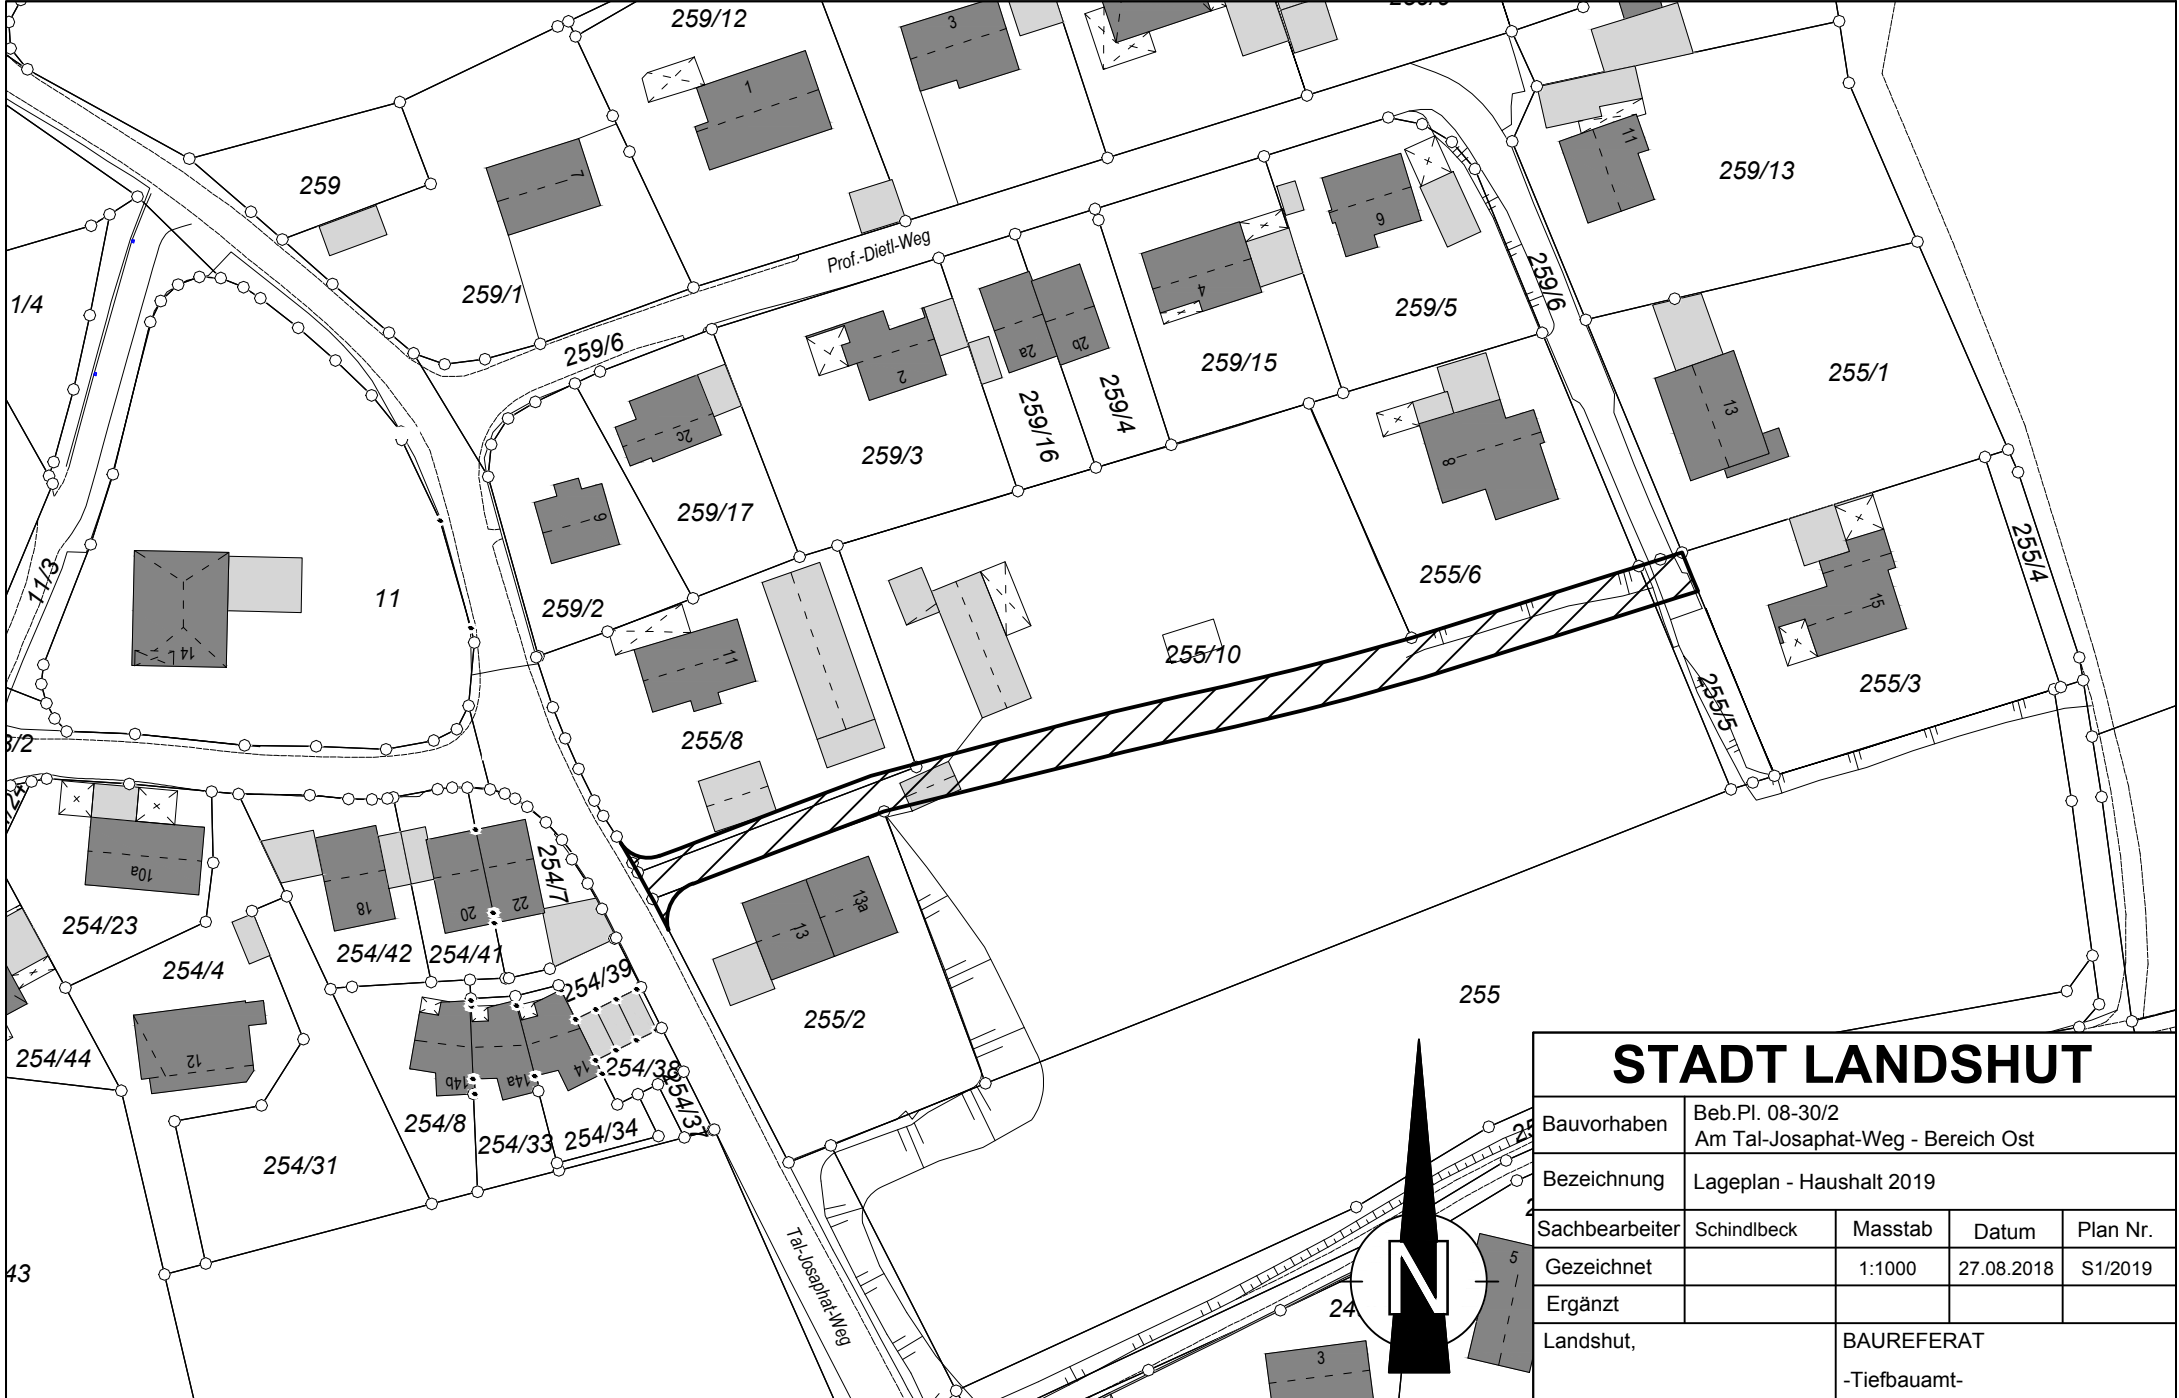 259/12
3
1
7
259
259/1
Prof.-Dietl-Weg
259/6
11
259/13
6
4
259/5
259/6
2a
2b
2
259/15
259/16
259/4
259/3
2c
259/17
9
259/2
1/4
11/3
11
14
8
255/6
13
255/1
255/4
15
255/3
255/5
255/10
11
255/8
10a
254/23
254/4
18
20
22
254/7
254/42
254/41
254/39
13
13a
255/2
255
254/44
12
14b
14a
14
254/38
254/37
254/8
254/33
254/34
254/31
43
Tal-Josaphat-Weg
24
3
5
N
STADT LANDSHUT
Bauvorhaben
Beb.Pl. 08-30/2
Am Tal-Josaphat-Weg - Bereich Ost
Bezeichnung
Lageplan - Haushalt 2019
Sachbearbeiter Schindlbeck Masstab Datum Plan Nr.
Gezeichnet 1:1000 27.08.2018 S1/2019
Ergänzt
Landshut,
BAUREFERAT
-Tiefbauamt-